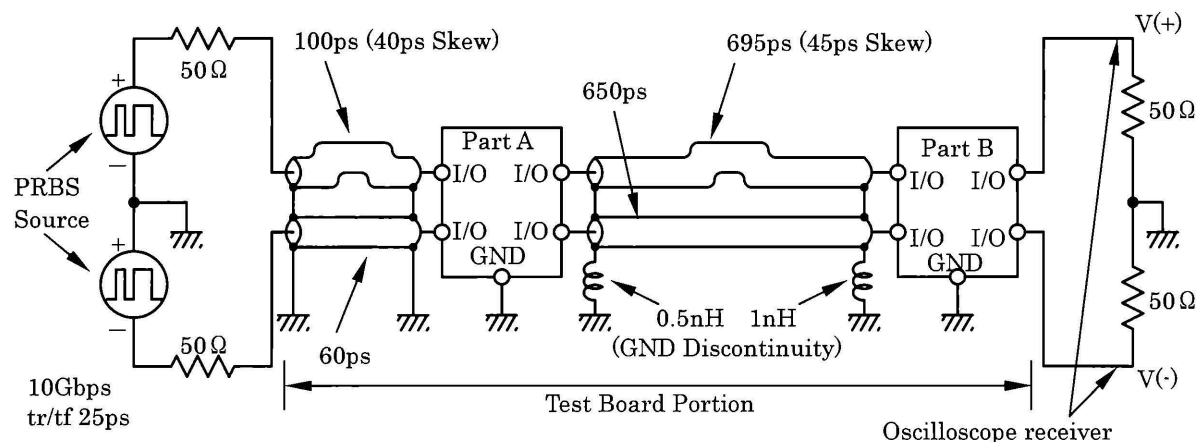 100ps (40ps Skew)
695ps (45ps Skew)
V(+)
50Ω
650ps
+
Part A
Part B
50Ω
−
I/O I/O
I/O I/O
PRBS
Source
+
I/O I/O
I/O I/O
GND
GND
−
50Ω
50Ω
0.5nH 1nH
(GND Discontinuity)
60ps
V(-)
10Gbps
tr/tf 25ps
Test Board Portion
Oscilloscope receiver